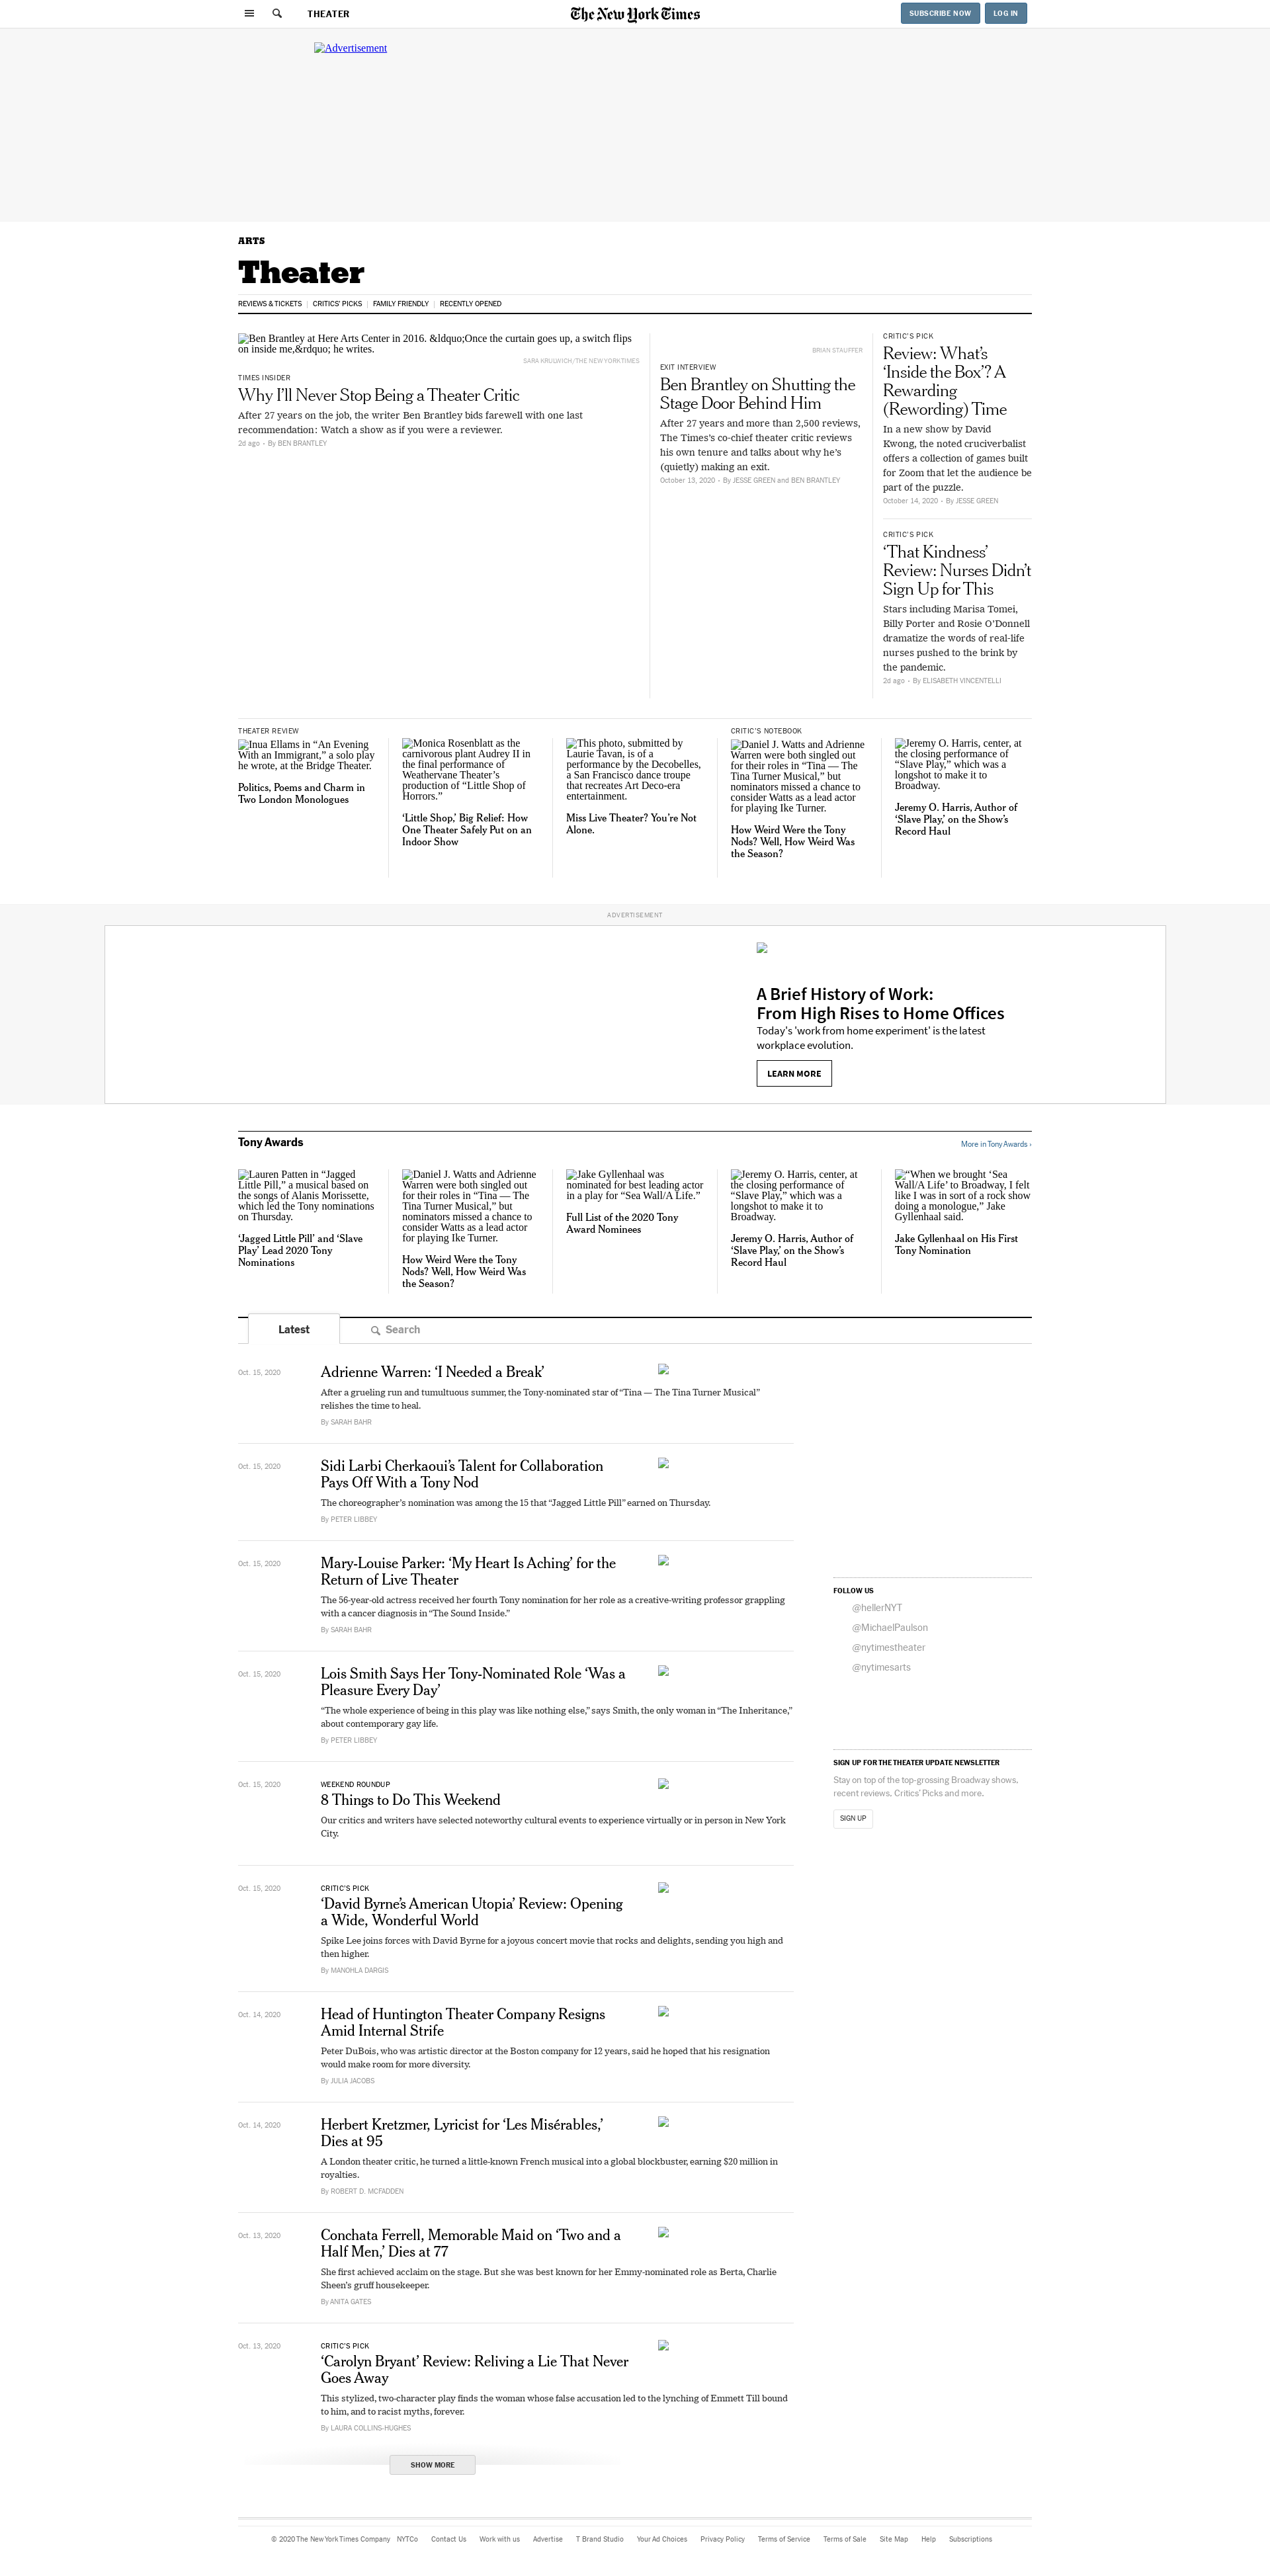 THEATER
The New York Times
SUBSCRIBE NOW
LOG IN
Advertisement
ARTS
Theater
REVIEWS & TICKETS | CRITICS' PICKS | FAMILY FRIENDLY | RECENTLY OPENED
Ben Brantley at Here Arts Center in 2016. &ldquo;Once the curtain goes up, a switch flips
on inside me,&rdquo; he writes.
SARA KRULWICH/THE NEW YORK TIMES
TIMES INSIDER
Why I’ll Never Stop Being a Theater Critic
After 27 years on the job, the writer Ben Brantley bids farewell with one last
recommendation: Watch a show as if you were a reviewer.
2d ago - By BEN BRANTLEY
BRIAN STAUFFER
EXIT INTERVIEW
Ben Brantley on Shutting the
Stage Door Behind Him
After 27 years and more than 2,500 reviews,
The Times’s co-chief theater critic reviews
his own tenure and talks about why he’s
(quietly) making an exit.
October 13, 2020 - By JESSE GREEN and BEN BRANTLEY
CRITIC’S PICK
Review: What’s
‘Inside the Box’? A
Rewarding
(Rewording) Time
In a new show by David
Kwong, the noted cruciverbalist
offers a collection of games built
for Zoom that let the audience be
part of the puzzle.
October 14, 2020 - By JESSE GREEN
CRITIC’S PICK
‘That Kindness’
Review: Nurses Didn’t
Sign Up for This
Stars including Marisa Tomei,
Billy Porter and Rosie O’Donnell
dramatize the words of real-life
nurses pushed to the brink by
the pandemic.
2d ago - By ELISABETH VINCENTELLI
THEATER REVIEW
Inua Ellams in “An Evening
With an Immigrant,” a solo play
he wrote, at the Bridge Theater.
Politics, Poems and Charm in
Two London Monologues
Monica Rosenblatt as the
carnivorous plant Audrey II in
the final performance of
Weathervane Theater’s
production of “Little Shop of
Horrors.”
‘Little Shop,’ Big Relief: How
One Theater Safely Put on an
Indoor Show
This photo, submitted by
Laurie Tavan, is of a
performance by the Decobelles,
a San Francisco dance troupe
that recreates Art Deco-era
entertainment.
Miss Live Theater? You’re Not
Alone.
CRITIC’S NOTEBOOK
Daniel J. Watts and Adrienne
Warren were both singled out
for their roles in “Tina — The
Tina Turner Musical,” but
nominators missed a chance to
consider Watts as a lead actor
for playing Ike Turner.
How Weird Were the Tony
Nods? Well, How Weird Was
the Season?
Jeremy O. Harris, center, at
the closing performance of
“Slave Play,” which was a
longshot to make it to
Broadway.
Jeremy O. Harris, Author of
‘Slave Play,’ on the Show’s
Record Haul
ADVERTISEMENT
A Brief History of Work:
From High Rises to Home Offices
Today's 'work from home experiment' is the latest
workplace evolution.
LEARN MORE
Tony Awards
More in Tony Awards ›
Lauren Patten in “Jagged
Little Pill,” a musical based on
the songs of Alanis Morissette,
which led the Tony nominations
on Thursday.
‘Jagged Little Pill’ and ‘Slave
Play’ Lead 2020 Tony
Nominations
Daniel J. Watts and Adrienne
Warren were both singled out
for their roles in “Tina — The
Tina Turner Musical,” but
nominators missed a chance to
consider Watts as a lead actor
for playing Ike Turner.
How Weird Were the Tony
Nods? Well, How Weird Was
the Season?
Jake Gyllenhaal was
nominated for best leading actor
in a play for “Sea Wall/A Life.”
Full List of the 2020 Tony
Award Nominees
Jeremy O. Harris, center, at
the closing performance of
“Slave Play,” which was a
longshot to make it to
Broadway.
Jeremy O. Harris, Author of
‘Slave Play,’ on the Show’s
Record Haul
“When we brought ‘Sea
Wall/A Life’ to Broadway, I felt
like I was in sort of a rock show
doing a monologue,” Jake
Gyllenhaal said.
Jake Gyllenhaal on His First
Tony Nomination
Latest
Search
Oct. 15, 2020
Adrienne Warren: ‘I Needed a Break’
After a grueling run and tumultuous summer, the Tony-nominated star of “Tina — The Tina Turner Musical”
relishes the time to heal.
By SARAH BAHR
Oct. 15, 2020
Sidi Larbi Cherkaoui’s Talent for Collaboration
Pays Off With a Tony Nod
The choreographer’s nomination was among the 15 that “Jagged Little Pill” earned on Thursday.
By PETER LIBBEY
Oct. 15, 2020
Mary-Louise Parker: ‘My Heart Is Aching’ for the
Return of Live Theater
The 56-year-old actress received her fourth Tony nomination for her role as a creative-writing professor grappling
with a cancer diagnosis in “The Sound Inside.”
By SARAH BAHR
Oct. 15, 2020
Lois Smith Says Her Tony-Nominated Role ‘Was a
Pleasure Every Day’
“The whole experience of being in this play was like nothing else,” says Smith, the only woman in “The Inheritance,”
about contemporary gay life.
By PETER LIBBEY
Oct. 15, 2020
WEEKEND ROUNDUP
8 Things to Do This Weekend
Our critics and writers have selected noteworthy cultural events to experience virtually or in person in New York
City.
Oct. 15, 2020
CRITIC’S PICK
‘David Byrne’s American Utopia’ Review: Opening
a Wide, Wonderful World
Spike Lee joins forces with David Byrne for a joyous concert movie that rocks and delights, sending you high and
then higher.
By MANOHLA DARGIS
Oct. 14, 2020
Head of Huntington Theater Company Resigns
Amid Internal Strife
Peter DuBois, who was artistic director at the Boston company for 12 years, said he hoped that his resignation
would make room for more diversity.
By JULIA JACOBS
Oct. 14, 2020
Herbert Kretzmer, Lyricist for ‘Les Misérables,’
Dies at 95
A London theater critic, he turned a little-known French musical into a global blockbuster, earning $20 million in
royalties.
By ROBERT D. MCFADDEN
Oct. 13, 2020
Conchata Ferrell, Memorable Maid on ‘Two and a
Half Men,’ Dies at 77
She first achieved acclaim on the stage. But she was best known for her Emmy-nominated role as Berta, Charlie
Sheen’s gruff housekeeper.
By ANITA GATES
Oct. 13, 2020
CRITIC’S PICK
‘Carolyn Bryant’ Review: Reliving a Lie That Never
Goes Away
This stylized, two-character play finds the woman whose false accusation led to the lynching of Emmett Till bound
to him, and to racist myths, forever.
By LAURA COLLINS-HUGHES
SHOW MORE
FOLLOW US
@hellerNYT
@MichaelPaulson
@nytimestheater
@nytimesarts
SIGN UP FOR THE THEATER UPDATE NEWSLETTER
Stay on top of the top-grossing Broadway shows,
recent reviews, Critics’ Picks and more.
SIGN UP
© 2020 The New York Times Company NYTCo Contact Us Work with us Advertise T Brand Studio Your Ad Choices Privacy Policy Terms of Service Terms of Sale Site Map Help Subscriptions